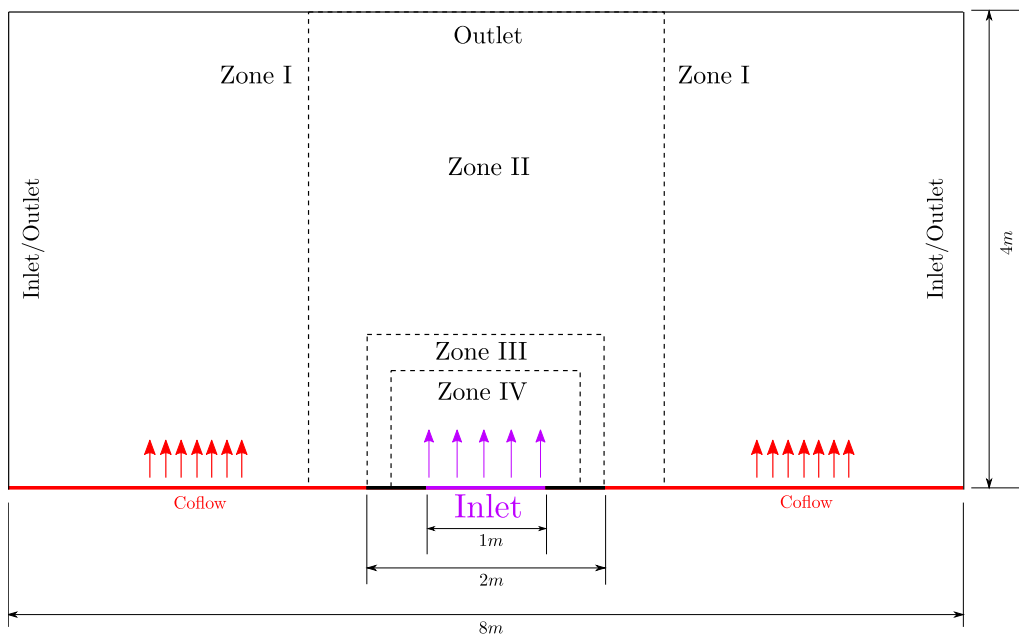 Outlet
Zone I
Zone I
Zone II
Inlet/Outlet
Inlet/Outlet
4m
Zone III
Zone IV
Coflow
Inlet
Coflow
1m
2m
8m